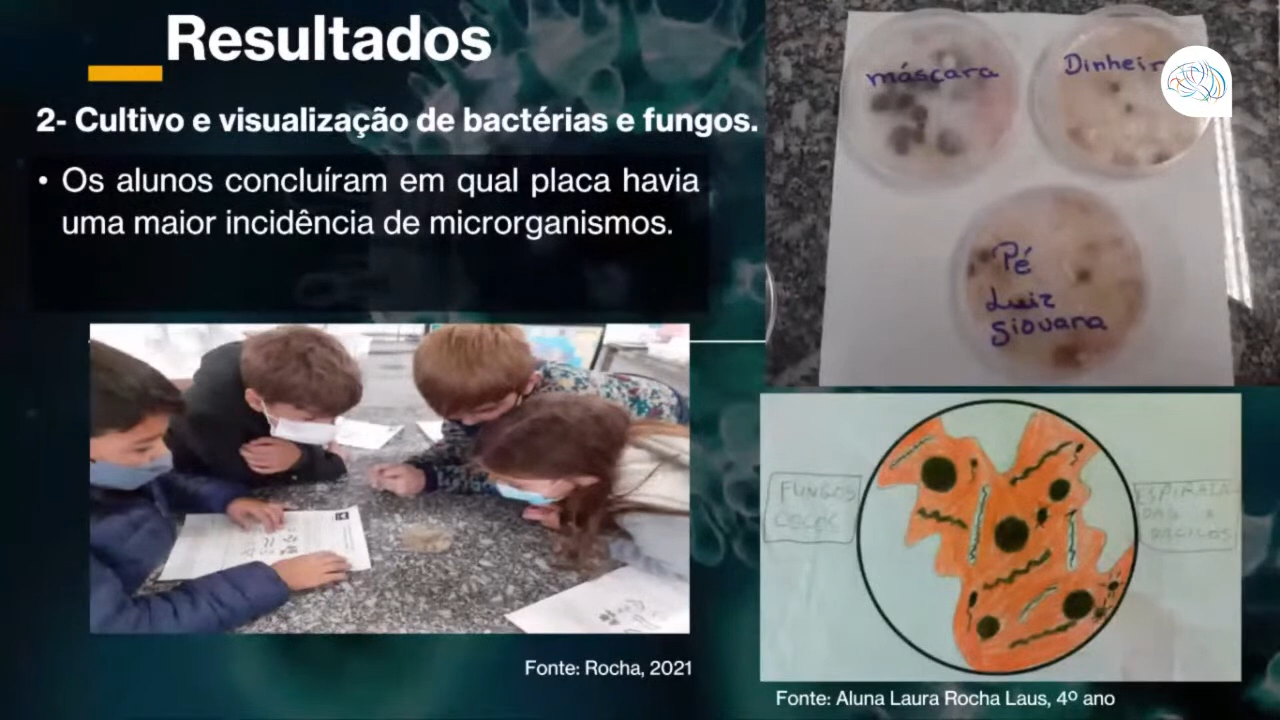 Resultados
2- Cultivo e visualização de bactérias e fungos.
• Os alunos concluíram em qual placa havia
uma maior incidência de microrganismos.
máscara
Pé
Luiz
Giovana
FUNGOS
Fonte: Rocha, 2021
Fonte: Aluna Laura Rocha Laus, 4º ano